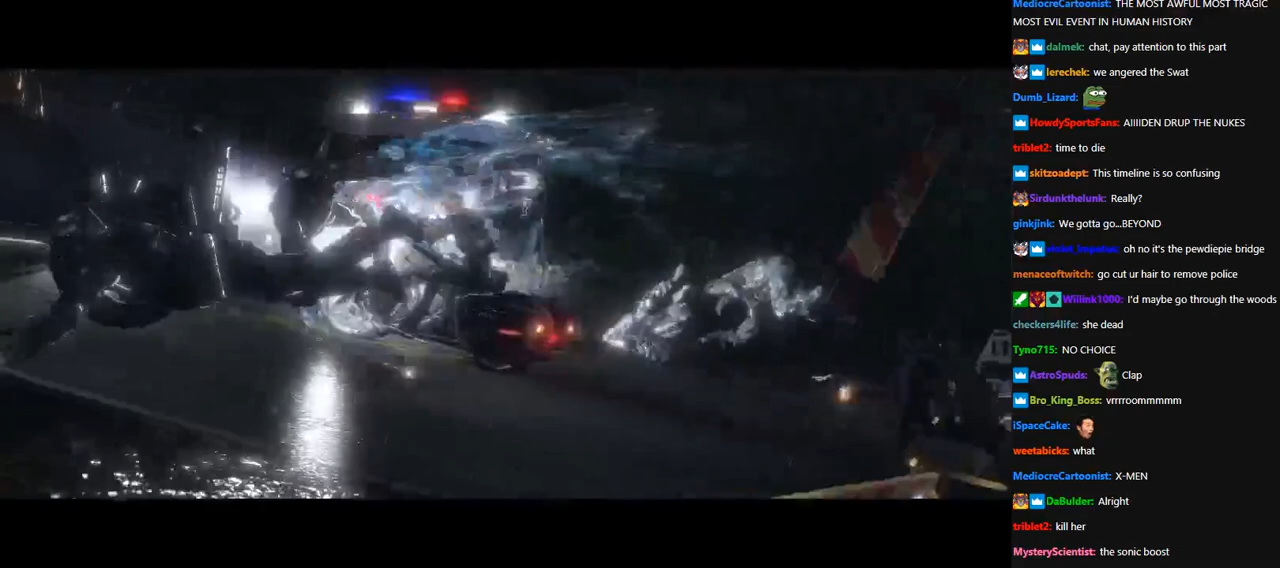 MediocreCartoonist: THE MOST AWFUL MOST TRAGIC
MOST EVIL EVENT IN HUMAN HISTORY
dalmek: chat, pay attention to this part
lerechek: we angered the Swat
Dumb_Lizard:
HowdySportsFans: AIIIIDEN DRUP THE NUKES
triblet2: time to die
skitzoadept: This timeline is so confusing
Sirdunkthelunk: Really?
ginkjink: We gotta go...BEYOND
oh no it's the pewdiepie bridge
menaceoftwitch: go cut ur hair to remove police
Willink1000: I'd maybe go through the woods
checkers4life: she dead
Tyno715: NO CHOICE
AstroSpuds: Clap
Bro_King_Boss: vrrrroommmmm
iSpaceCake:
weetabicks: what
MediocreCartoonist: X-MEN
DaBulder: Alright
triblet2: kill her
MysteryScientist: the sonic boost